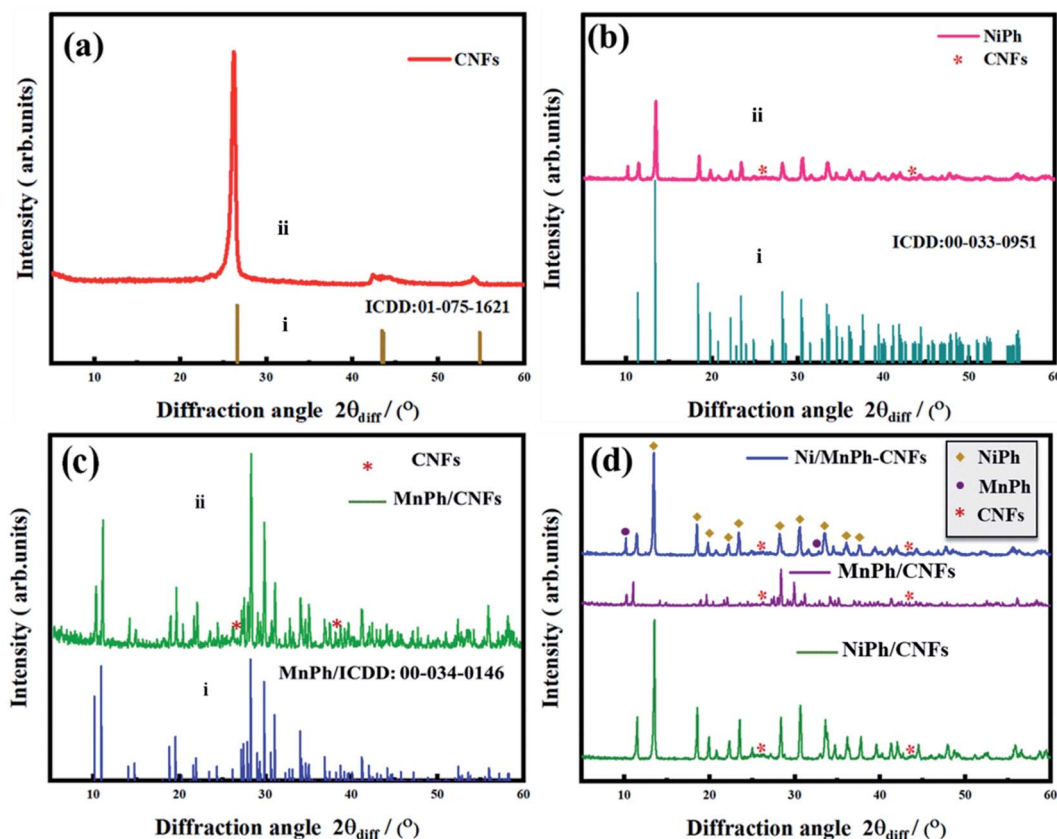 (a)
CNFs
ii
ICDD:01-075-1621
i
Intensity ( arb.units)
10 20 30 40 50 60
Diffraction angle 2θdiff / (O)
(b)
NiPh
* CNFs
ii
ICDD:00-033-0951
i
Intensity ( arb.units)
10 20 30 40 50 60
Diffraction angle 2θdiff / (O)
(c)
* CNFs
MnPh/CNFs
ii
MnPh/ICDD: 00-034-0146
i
Intensity ( arb.units)
10 20 30 40 50 60
Diffraction angle 2θdiff / (O)
(d)
Ni/MnPh-CNFs
NiPh
MnPh
* CNFs
MnPh/CNFs
NiPh/CNFs
Intensity ( arb.units)
10 20 30 40 50 60
Diffraction angle 2θdiff / (O)